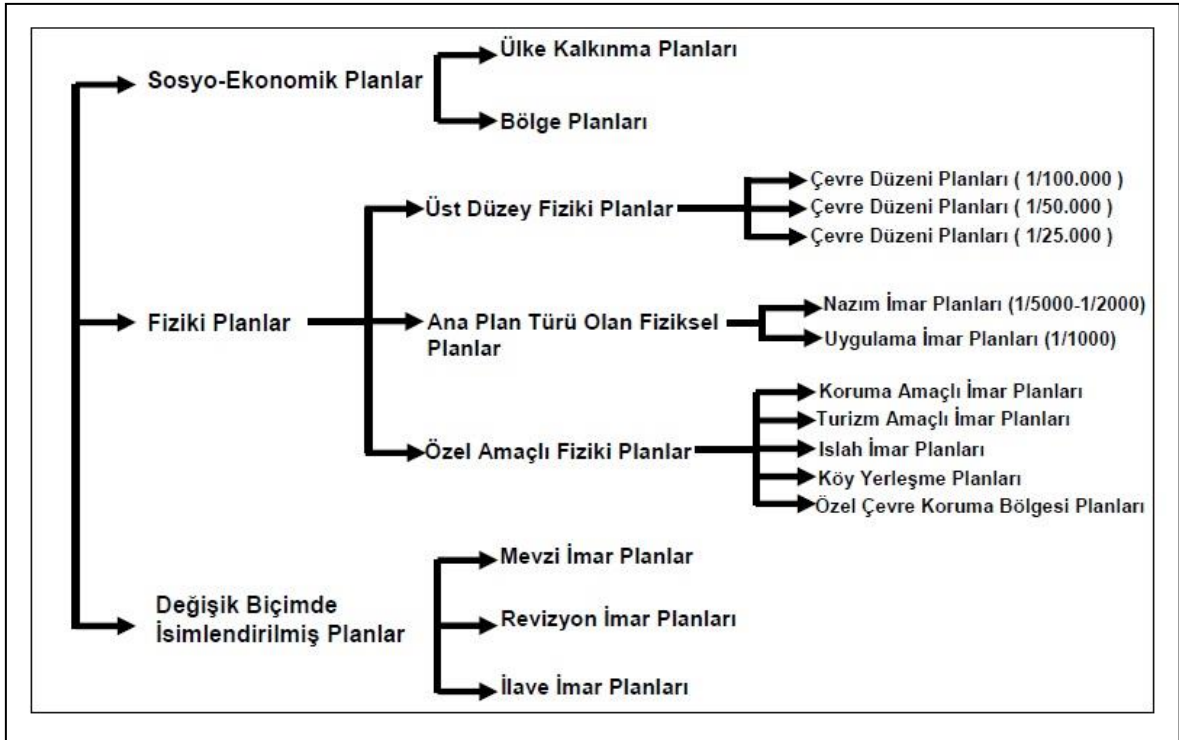 Sosyo-Ekonomik Planlar
Ülke Kalkınma Planları
Bölge Planları
Fiziki Planlar
Üst Düzey Fiziki Planlar
Çevre Düzeni Planları ( 1/100.000 )
Çevre Düzeni Planları ( 1/50.000 )
Çevre Düzeni Planları ( 1/25.000 )
Ana Plan Türü Olan Fiziksel
Planlar
Nazım İmar Planları (1/5000-1/2000)
Uygulama İmar Planları (1/1000)
Özel Amaçlı Fiziki Planlar
Koruma Amaçlı İmar Planları
Turizm Amaçlı İmar Planları
Islah İmar Planları
Köy Yerleşme Planları
Özel Çevre Koruma Bölgesi Planları
Değişik Biçimde
İsimlendirilmiş Planlar
Mevzi İmar Planlar
Revizyon İmar Planları
İlave İmar Planları